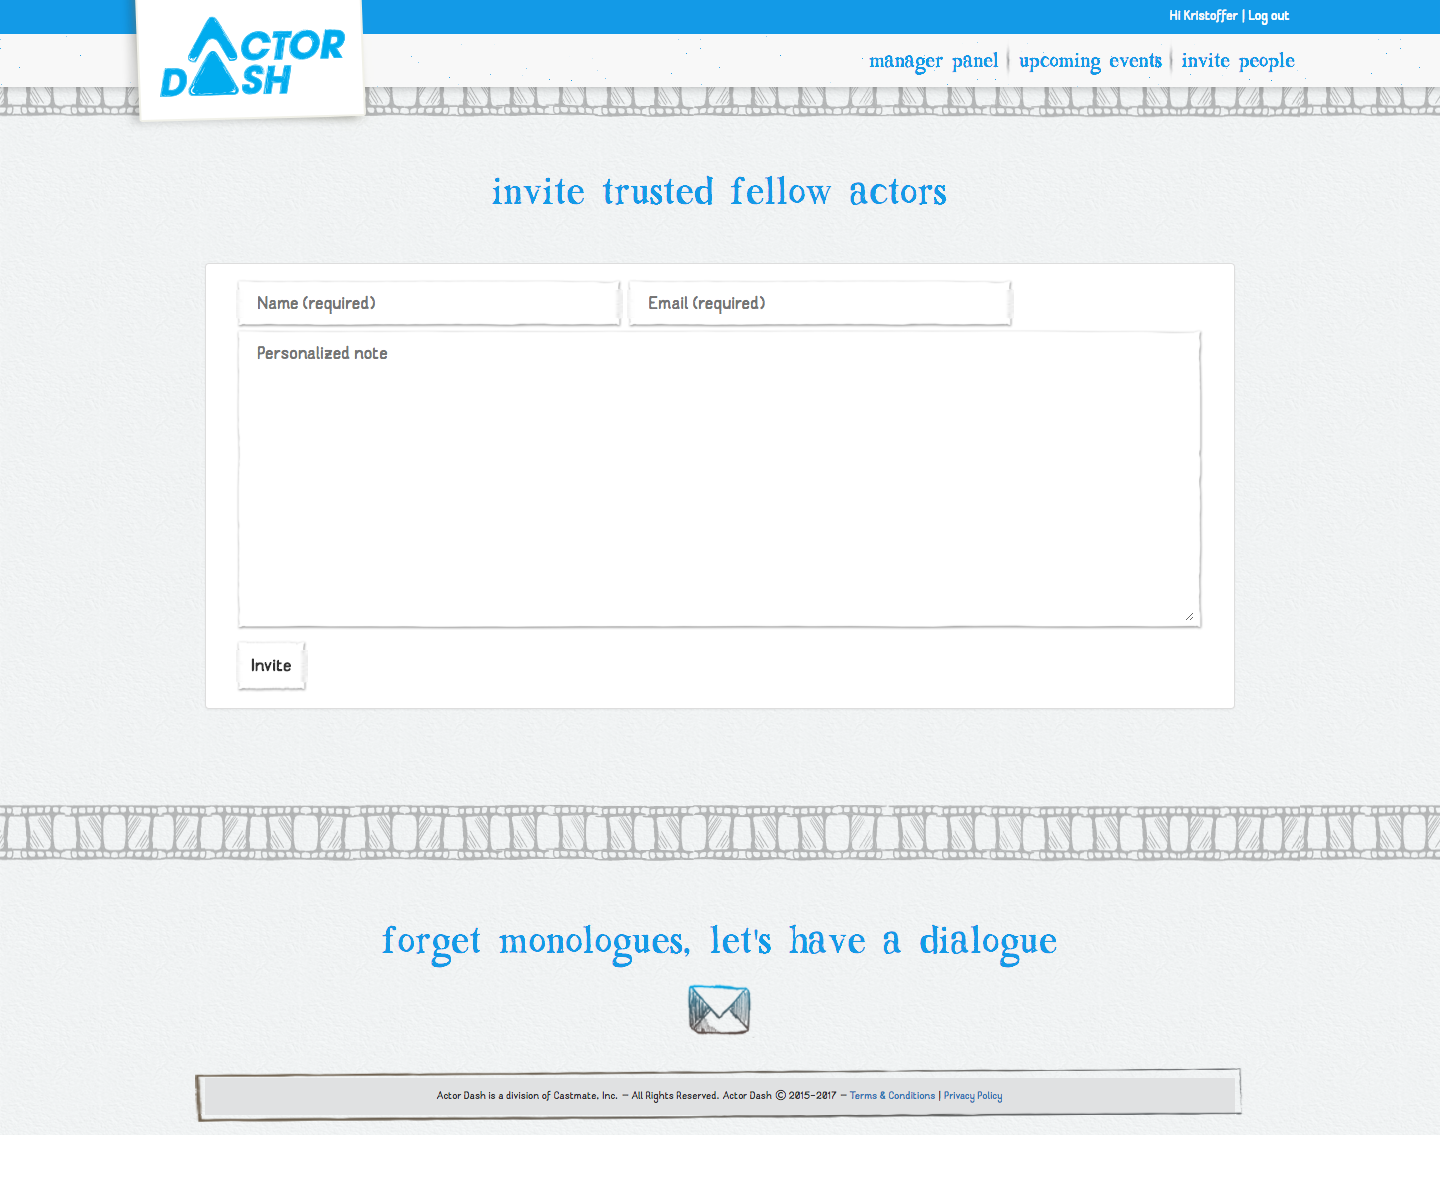 Hi Kristoffer | Log out
ACTOR
DASH
manager panel
upcoming events
invite people
invite trusted fellow actors
Name (required)
Email (required)
Personalized note
Invite
forget monologues, let's have a dialogue
Actor Dash is a division of Castmate, Inc. – All Rights Reserved. Actor Dash © 2015-2017 – Terms & Conditions | Privacy Policy